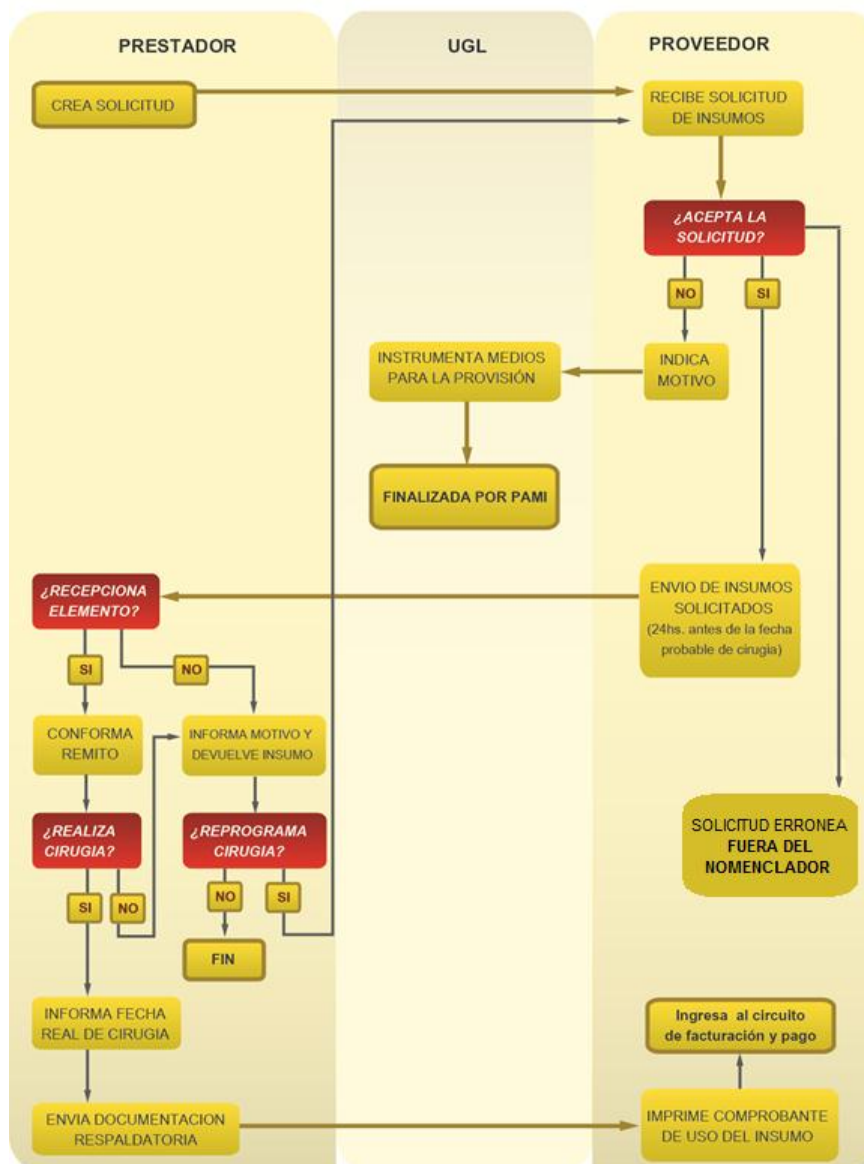 PRESTADOR
UGL
PROVEEDOR
CREA SOLICITUD
RECIBE SOLICITUD
DE INSUMOS
¿ACEPTA LA
SOLICITUD?
NO
SI
INSTRUMENTA MEDIOS
PARA LA PROVISIÓN
INDICA
MOTIVO
FINALIZADA POR PAMI
¿RECEPCIONA
ELEMENTO?
ENVIO DE INSUMOS
SOLICITADOS
(24hs. antes de la fecha
probable de cirugia)
SI
NO
CONFORMA
REMITO
INFORMA MOTIVO Y
DEVUELVE INSUMO
¿REALIZA
CIRUGIA?
¿REPROGRAMA
CIRUGIA?
SOLICITUD ERRONEA
FUERA DEL
NOMENCLADOR
SI
NO
NO
SI
FIN
INFORMA FECHA
REAL DE CIRUGIA
Ingresa al circuito
de facturación y pago
ENVIA DOCUMENTACION
RESPALDATORIA
IMPRIME COMPROBANTE
DE USO DEL INSUMO